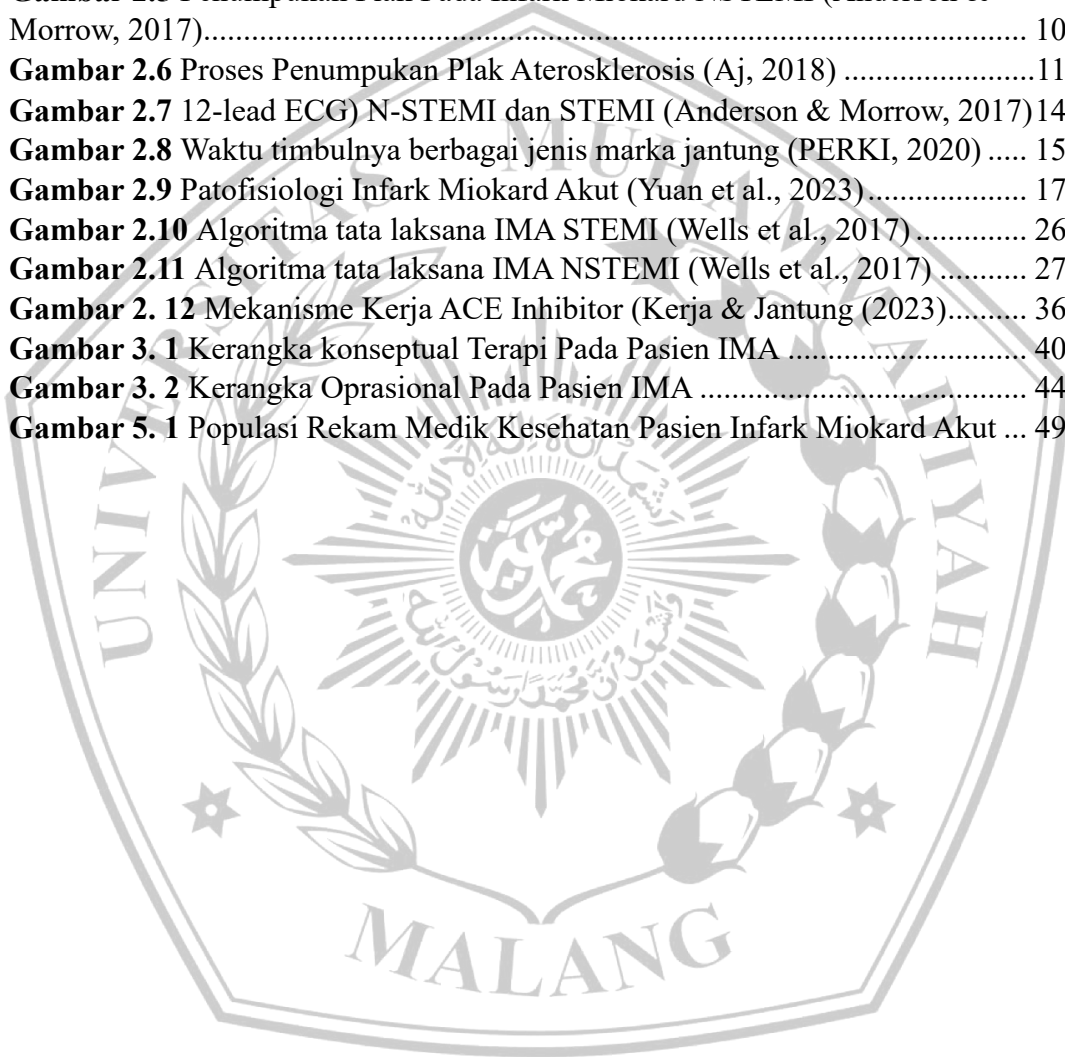 Morrow, 2017)............................................................................................................. 10
Gambar 2.6 Proses Penumpukan Plak Aterosklerosis (Aj, 2018) .........................11
Gambar 2.7 12-lead ECG) N-STEMI dan STEMI (Anderson & Morrow, 2017)14
Gambar 2.8 Waktu timbulnya berbagai jenis marka jantung (PERKI, 2020) ..... 15
Gambar 2.9 Patofisiologi Infark Miokard Akut (Yuan et al., 2023)..................... 17
Gambar 2.10 Algoritma tata laksana IMA STEMI (Wells et al., 2017).............. 26
Gambar 2.11 Algoritma tata laksana IMA NSTEMI (Wells et al., 2017) ........... 27
Gambar 2. 12 Mekanisme Kerja ACE Inhibitor (Kerja & Jantung (2023).......... 36
Gambar 3. 1 Kerangka konseptual Terapi Pada Pasien IMA ............................... 40
Gambar 3. 2 Kerangka Oprasional Pada Pasien IMA .......................................... 44
Gambar 5. 1 Populasi Rekam Medik Kesehatan Pasien Infark Miokard Akut ... 49
UNIVERSITAS MUHAMMADIYAH
MALANG